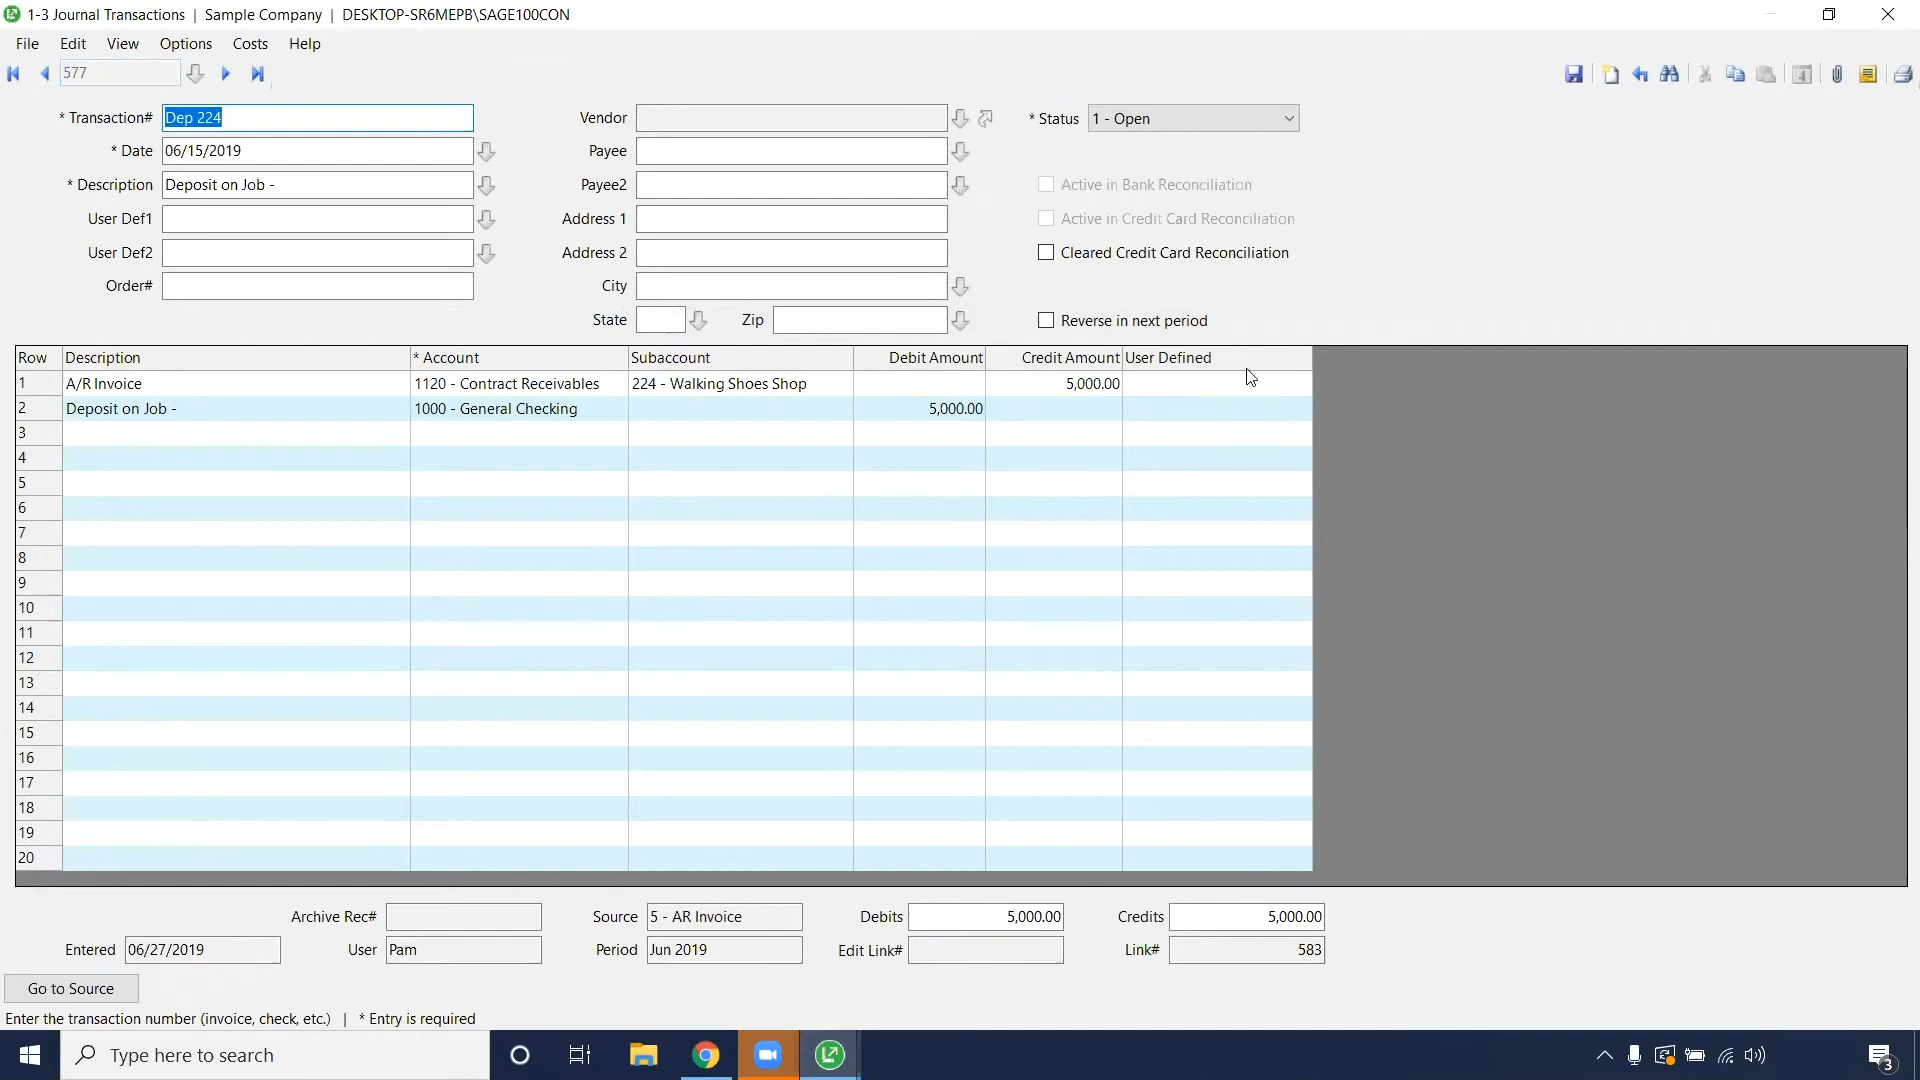 1-3 Journal Transactions | Sample Company | DESKTOP-SR6MEPB\SAGE100CON
File Edit View Options Costs Help
577
* Transaction# Dep 224 Vendor * Status 1 - Open
* Date 06/15/2019 Payee
* Description Deposit on Job - Payee2 Active in Bank Reconciliation
User Def1 Address 1 Active in Credit Card Reconciliation
User Def2 Address 2 Cleared Credit Card Reconciliation
Order# City
State Zip Reverse in next period
Row Description * Account Subaccount Debit Amount Credit Amount User Defined
1 A/R Invoice 1120 - Contract Receivables 224 - Walking Shoes Shop 5,000.00
2 Deposit on Job - 1000 - General Checking 5,000.00
3
4
5
6
7
8
9
10
11
12
13
14
15
16
17
18
19
20
Archive Rec# Source 5 - AR Invoice Debits 5,000.00 Credits 5,000.00
Entered 06/27/2019 User Pam Period Jun 2019 Edit Link# Link# 583
Go to Source
Enter the transaction number (invoice, check, etc.) | * Entry is required
Type here to search
3